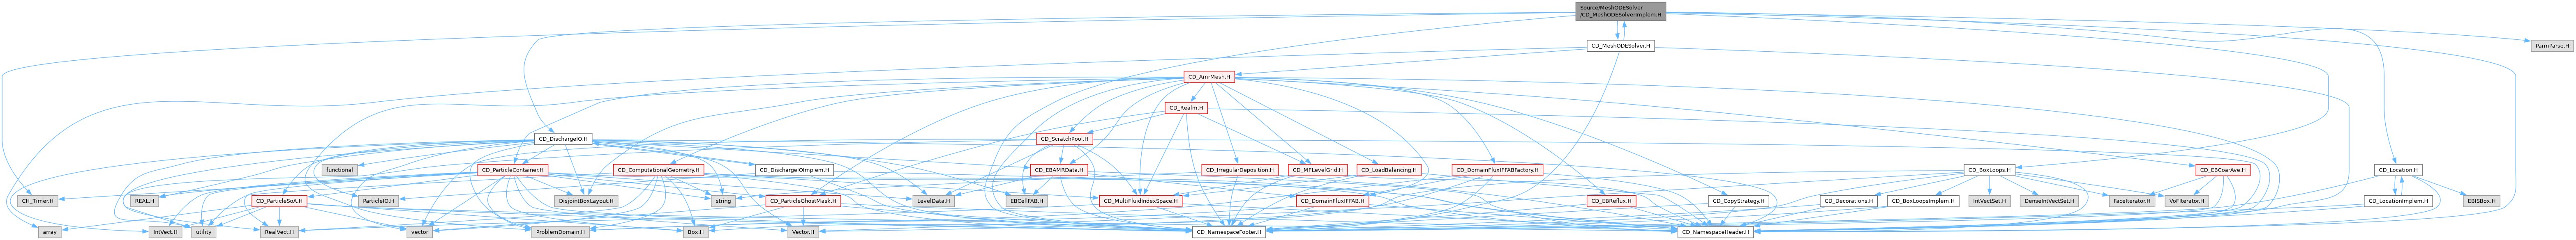 Source/MeshODESolver
/CD_MeshODESolverImplem.H
CD_MeshODESolver.H
ParmParse.H
CD_AmrMesh.H
CD_Realm.H
CD_DischargeIO.H
CD_ScratchPool.H
functional
CD_ParticleContainer.H
CD_ComputationalGeometry.H
CD_DischargeIOImplem.H
CD_EBAMRData.H
CD_IrregularDeposition.H
CD_MFLevelGrid.H
CD_LoadBalancing.H
CD_DomainFluxIFFABFactory.H
CD_BoxLoops.H
CD_EBCoarAve.H
CD_Location.H
CH_Timer.H
REAL.H
CD_ParticleSoA.H
ParticleIO.H
DisjointBoxLayout.H
string
CD_ParticleGhostMask.H
LevelData.H
EBCellFAB.H
CD_MultiFluidIndexSpace.H
CD_DomainFluxIFFAB.H
CD_EBReflux.H
CD_CopyStrategy.H
CD_Decorations.H
CD_BoxLoopsImplem.H
IntVectSet.H
DenseIntVectSet.H
FaceIterator.H
VoFIterator.H
CD_LocationImplem.H
EBISBox.H
array
IntVect.H
utility
RealVect.H
vector
ProblemDomain.H
Box.H
Vector.H
CD_NamespaceFooter.H
CD_NamespaceHeader.H